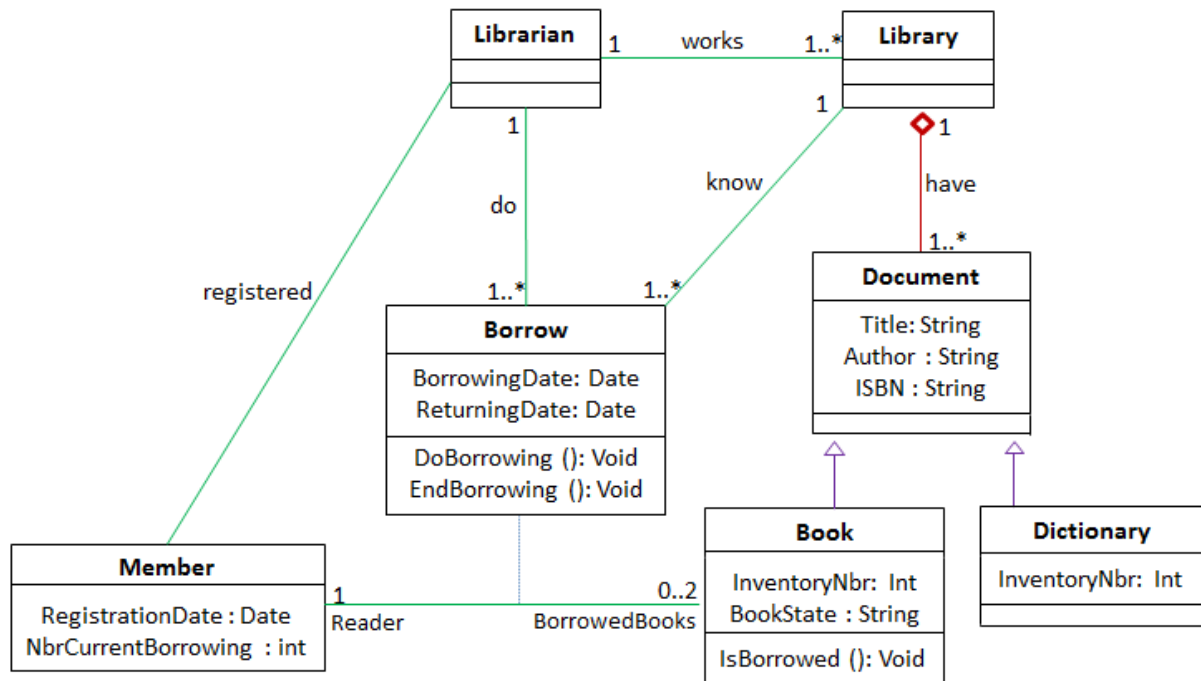 Librarian
1
works
1..*
Library
1
do
1..*
1
know
1..*
1
have
1..*
registered
Document
Title: String
Author : String
ISBN : String
Borrow
BorrowingDate: Date
ReturningDate: Date
DoBorrowing (): Void
EndBorrowing (): Void
Book
InventoryNbr: Int
BookState : String
IsBorrowed (): Void
Dictionary
InventoryNbr: Int
Member
RegistrationDate : Date
NbrCurrentBorrowing : int
1
Reader
0..2
BorrowedBooks